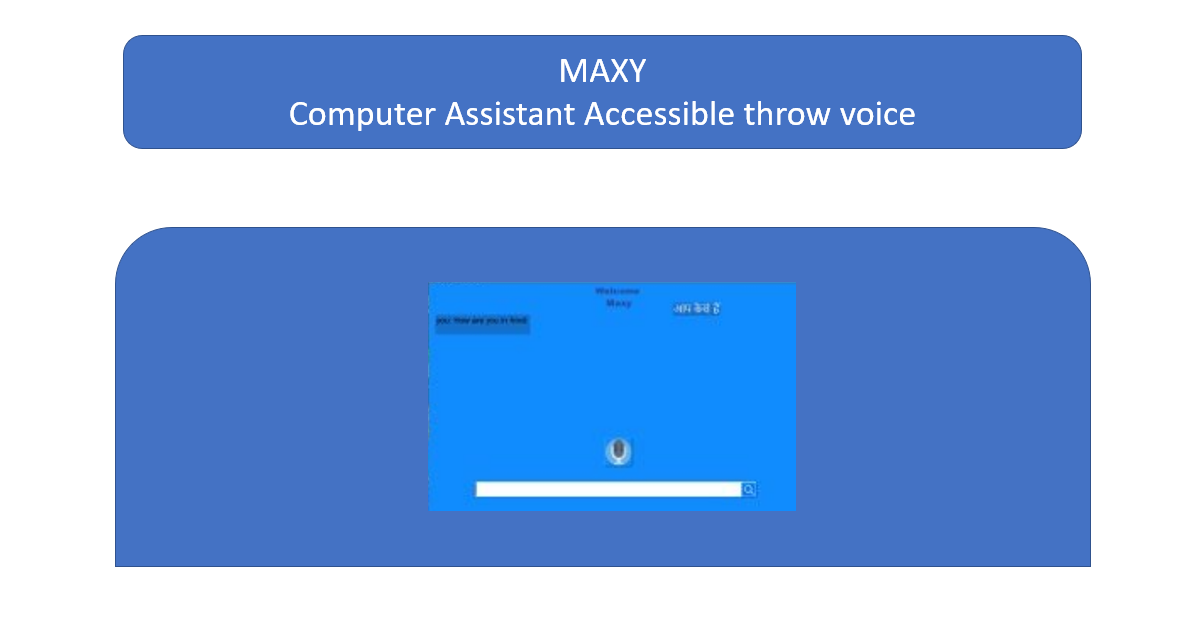 MAXY
Computer Assistant Accessible throw voice
Welcome
Maxy
आप कैसे हैं
you: How are you in hindi